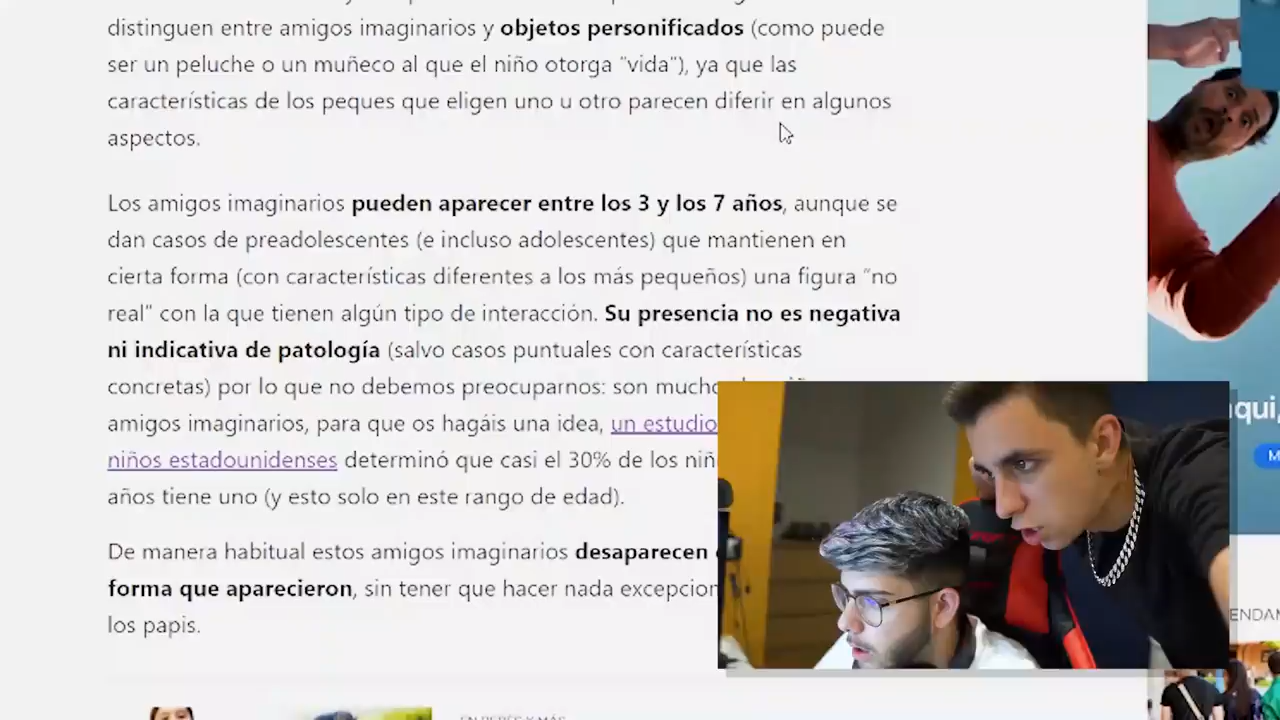 distinguen entre amigos imaginarios y objetos personificados (como puede
ser un peluche o un muñeco al que el niño otorga “vida”), ya que las
características de los peques que eligen uno u otro parecen diferir en algunos
aspectos.
Los amigos imaginarios pueden aparecer entre los 3 y los 7 años, aunque se
dan casos de preadolescentes (e incluso adolescentes) que mantienen en
cierta forma (con características diferentes a los más pequeños) una figura “no
real” con la que tienen algún tipo de interacción. Su presencia no es negativa
ni indicativa de patología (salvo casos puntuales con características
concretas) por lo que no debemos preocuparnos: son
amigos imaginarios, para que os hagáis una idea, un estudio
niños estadounidenses determinó que casi el 30% de los
años tiene uno (y esto solo en este rango de edad).
De manera habitual estos amigos imaginarios desaparecen
forma que aparecieron, sin tener que hacer nada
los papis.